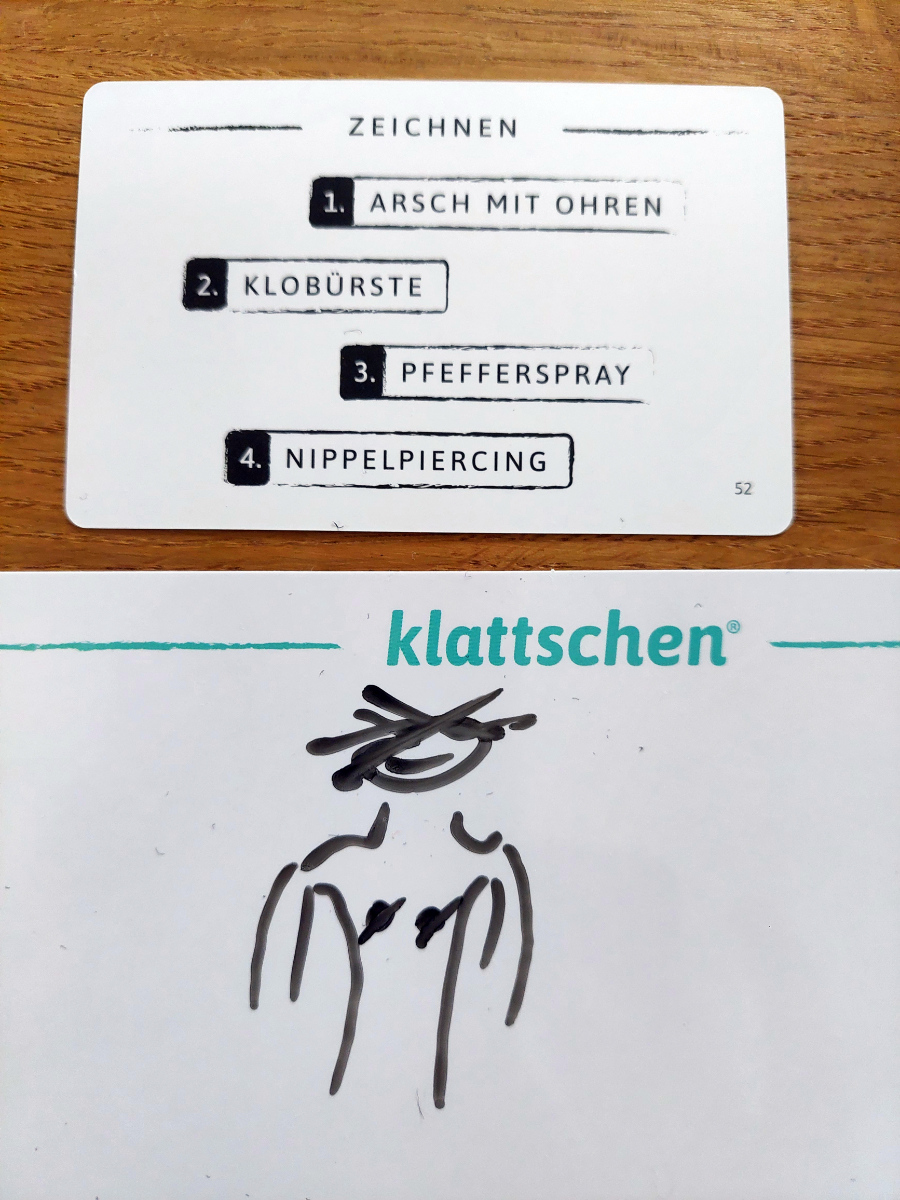 ZEICHNEN
1. ARSCH MIT OHREN
2. KLOBÜRSTE
3. PFEFFERSPRAY
4. NIPPELPIERCING
52
klattschen®